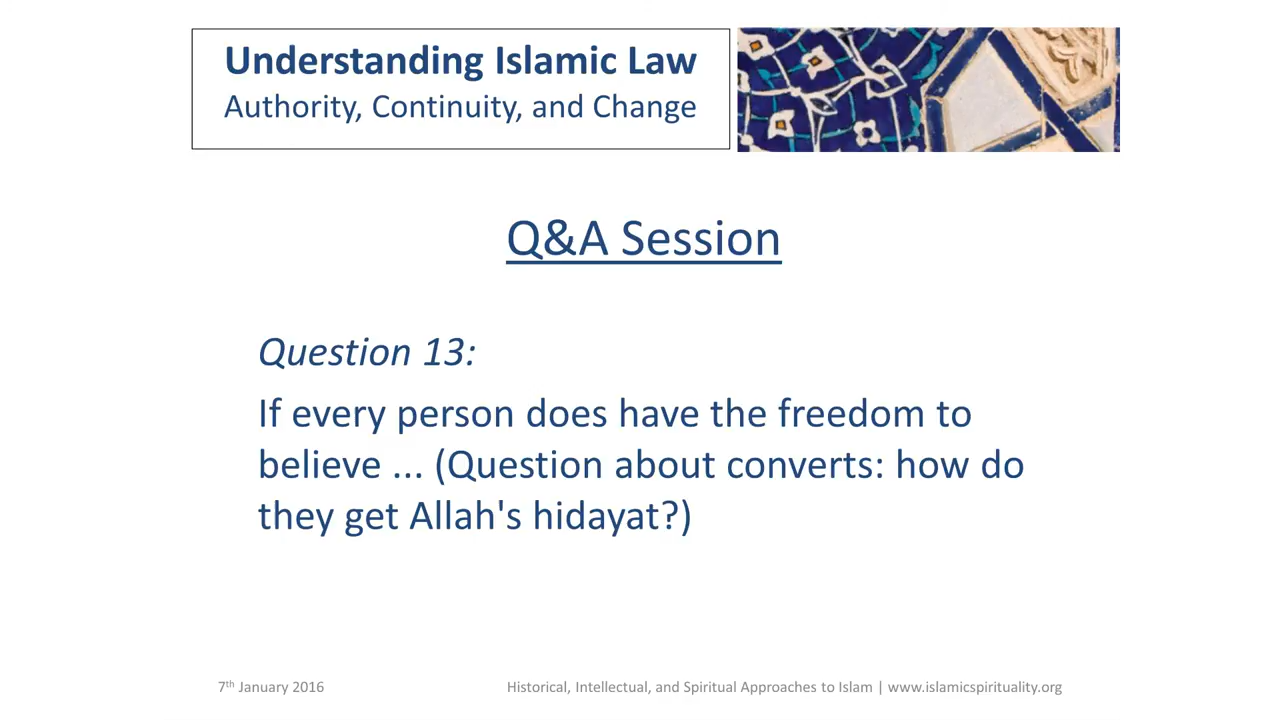 Understanding Islamic Law
Authority, Continuity, and Change
Q&A Session
Question 13:
If every person does have the freedom to
believe ... (Question about converts: how do
they get Allah's hidayat?)
7th January 2016
Historical, Intellectual, and Spiritual Approaches to Islam | www.islamicspirituality.org